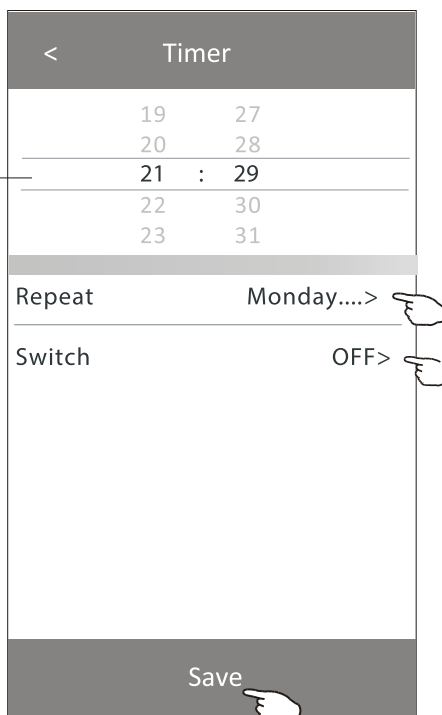 < Timer
19 27
20 28
21 : 29
22 30
23 31
Repeat Monday....>
Switch OFF>
Save